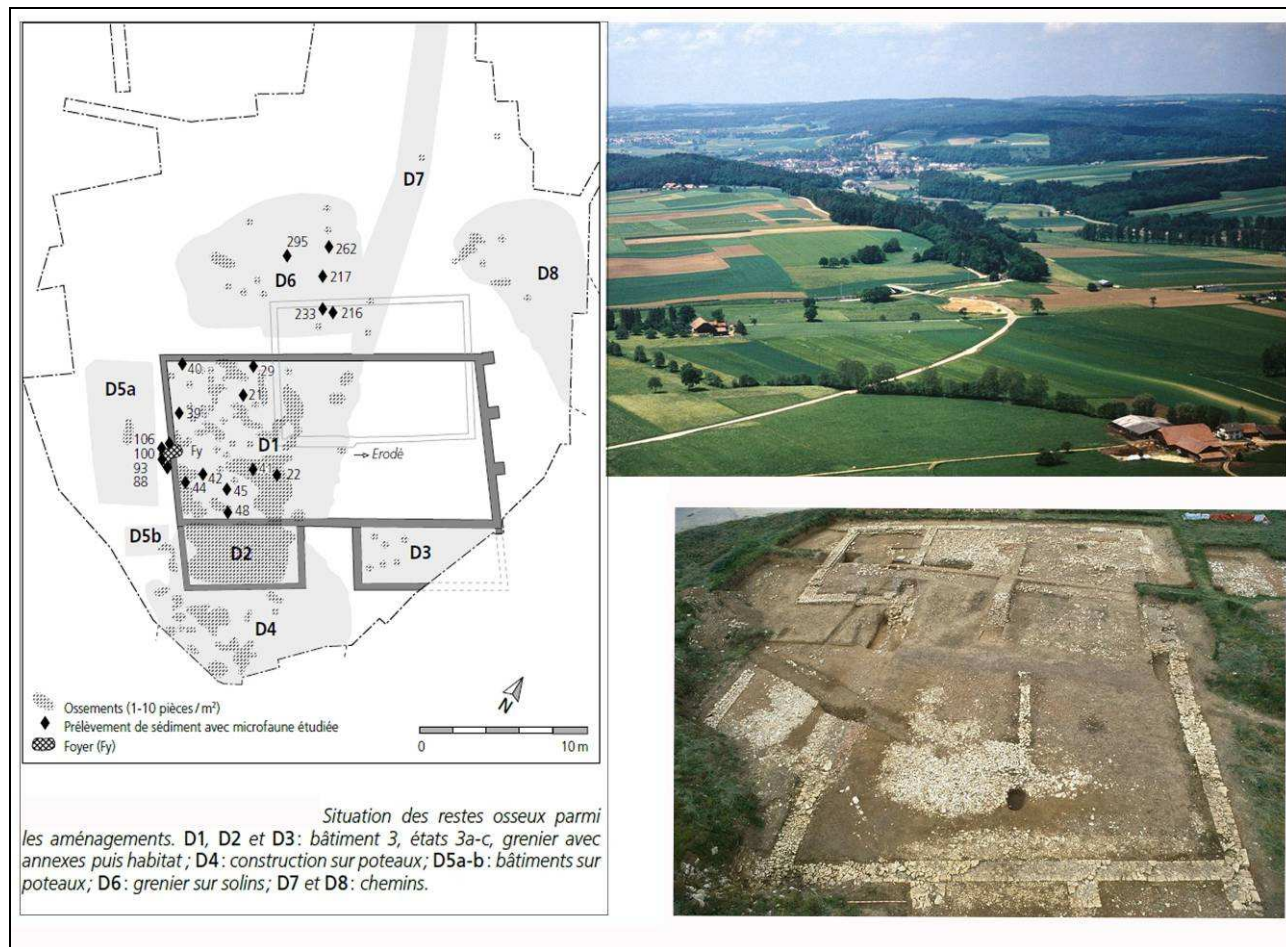 D7
295
262
D6
217
D8
233
216
40
29
D5a
21
39
106
D1
100
Fy
Erodé
93
42
41
22
88
44
45
48
D5b
D2
D3
D4
Ossements (1-10 pièces/m²)
Prélèvement de sédiment avec microfaune étudiée
Foyer (Fy)
N
0
10 m
Situation des restes osseux parmi
les aménagements. D1, D2 et D3 : bâtiment 3, états 3a-c, grenier avec
annexes puis habitat ; D4 : construction sur poteaux ; D5a-b : bâtiments sur
poteaux ; D6 : grenier sur solins ; D7 et D8 : chemins.